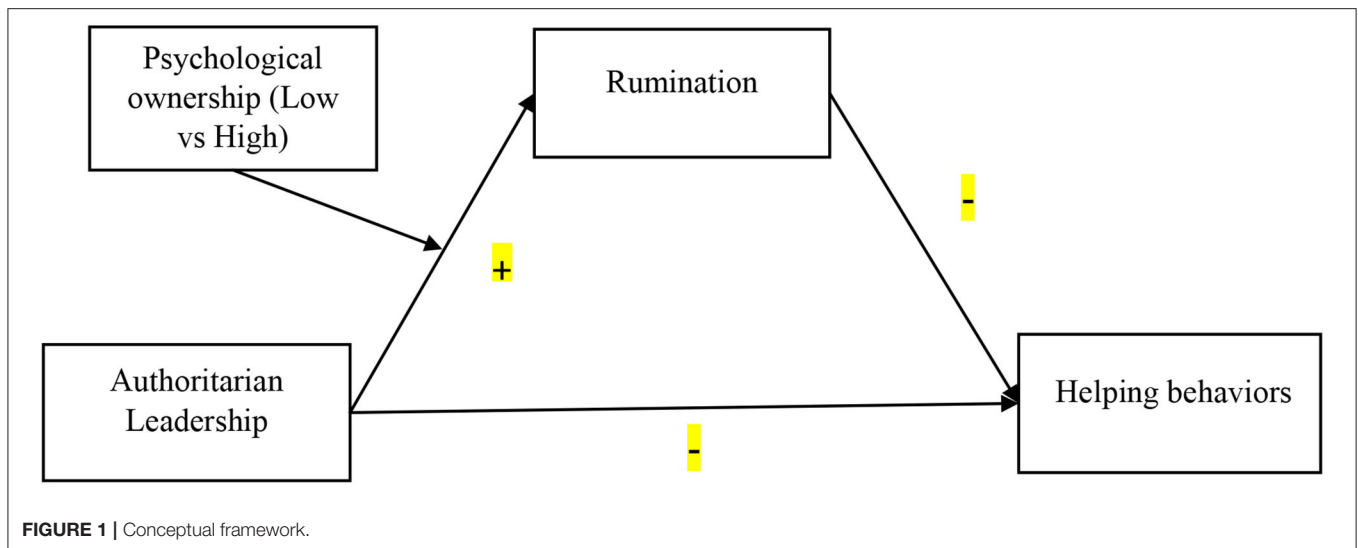 Psychological
ownership (Low
vs High)
Rumination
-
+
Authoritarian
Leadership
Helping behaviors
-
FIGURE 1 | Conceptual framework.